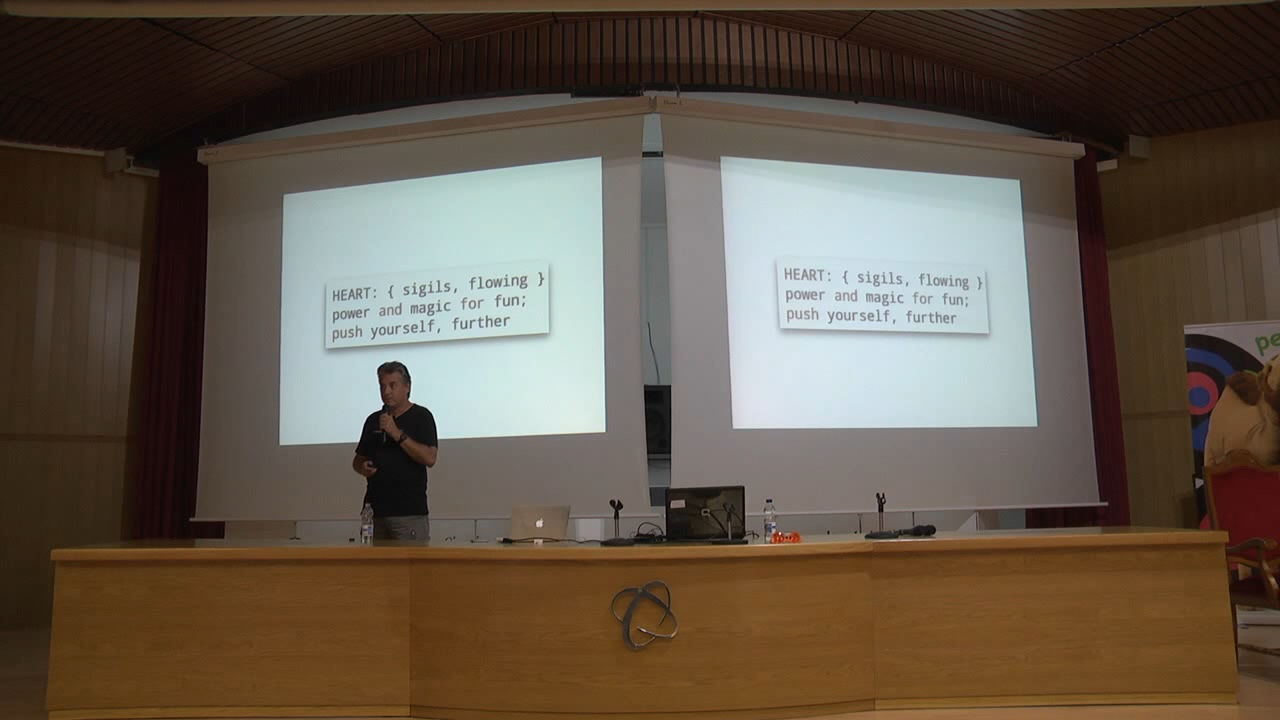 HEART: { sigils, flowing }
power and magic for fun;
push yourself, further
HEART: { sigils, flowing }
power and magic for fun;
push yourself, further
pe